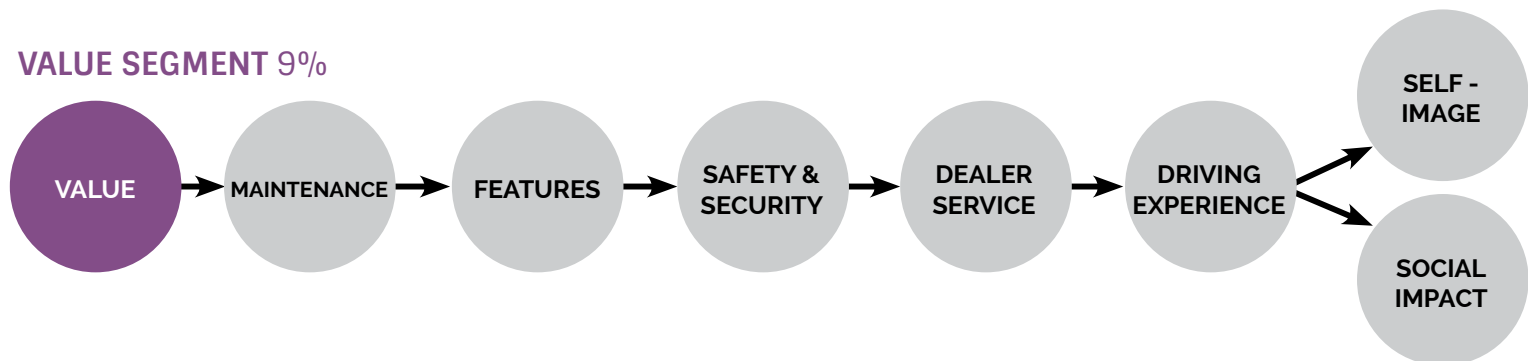 VALUE SEGMENT 9%
VALUE
MAINTENANCE
FEATURES
SAFETY &
SECURITY
DEALER
SERVICE
DRIVING
EXPERIENCE
SELF -
IMAGE
SOCIAL
IMPACT